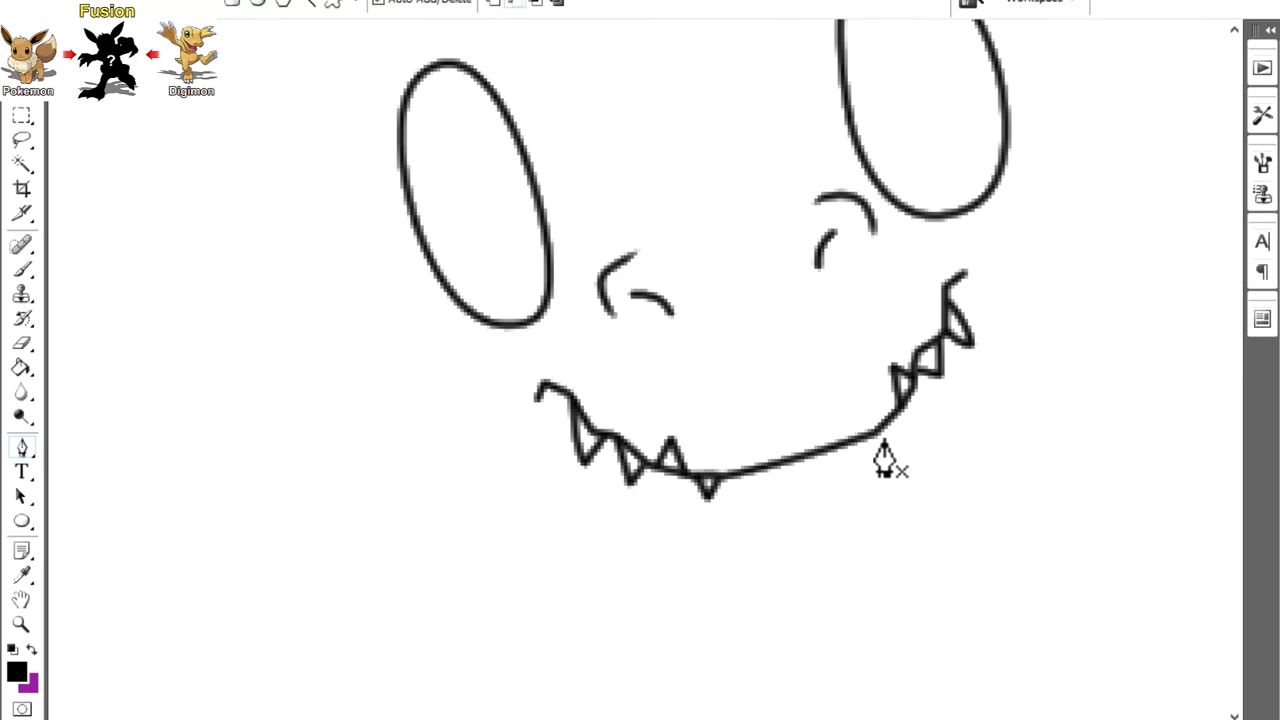 Auto Add/Delete
Workspace
Fusion
?
Pokemon
Digimon
T
A